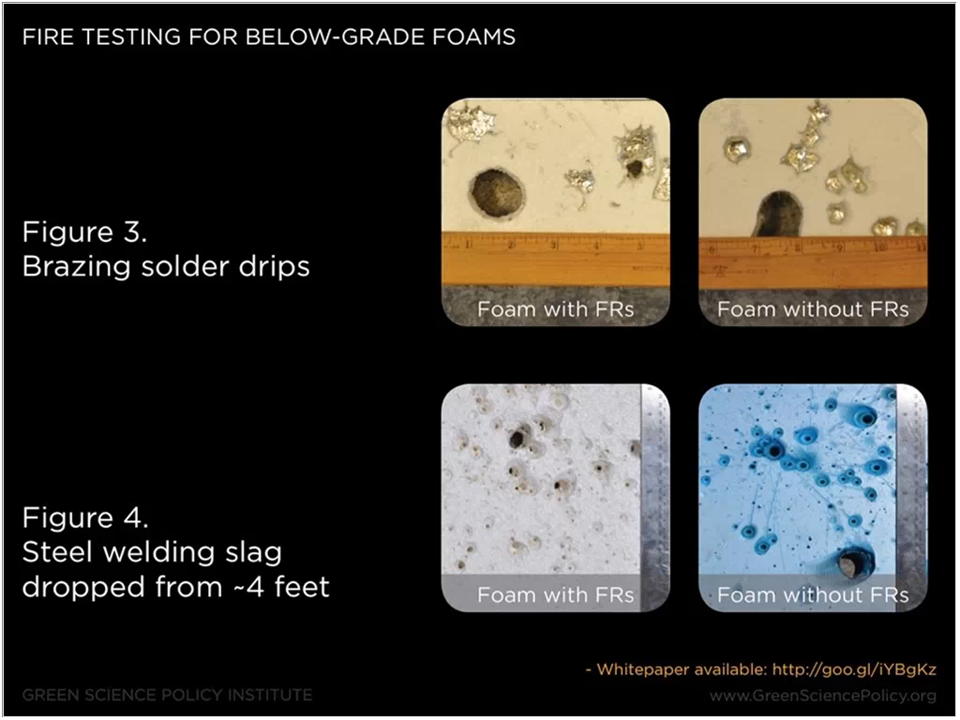 FIRE TESTING FOR BELOW-GRADE FOAMS
Figure 3.
Brazing solder drips
Foam with FRs
Foam without FRs
Figure 4.
Steel welding slag
dropped from ~4 feet
Foam with FRs
Foam without FRs
- Whitepaper available: http://goo.gl/iYBgKz
GREEN SCIENCE POLICY INSTITUTE
www.GreenSciencePolicy.org